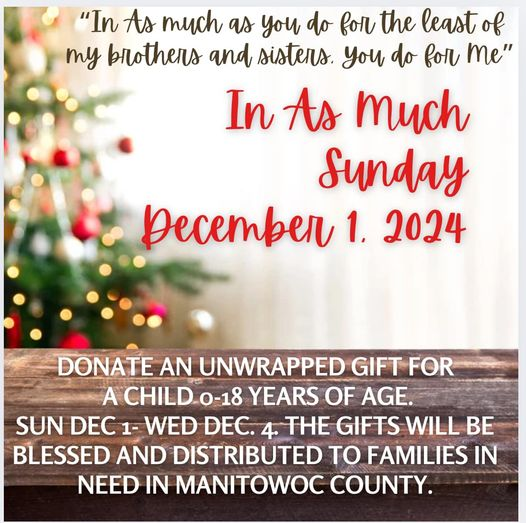 “In As much as you do for the least of
my brothers and sisters. You do for Me”
In As Much
Sunday
December 1. 2024
DONATE AN UNWRAPPED GIFT FOR
A CHILD 0-18 YEARS OF AGE.
SUN DEC 1- WED DEC. 4. THE GIFTS WILL BE
BLESSED AND DISTRIBUTED TO FAMILIES IN
NEED IN MANITOWOC COUNTY.